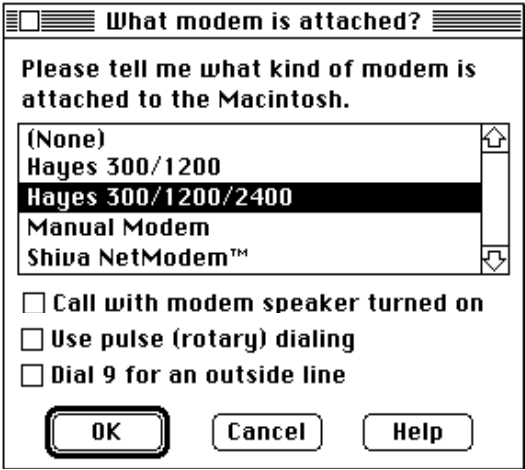 What modem is attached?
Please tell me what kind of modem is
attached to the Macintosh.
(None)
Hayes 300/1200
Hayes 300/1200/2400
Manual Modem
Shiva NetModem™
Call with modem speaker turned on
Use pulse (rotary) dialing
Dial 9 for an outside line
OK Cancel Help